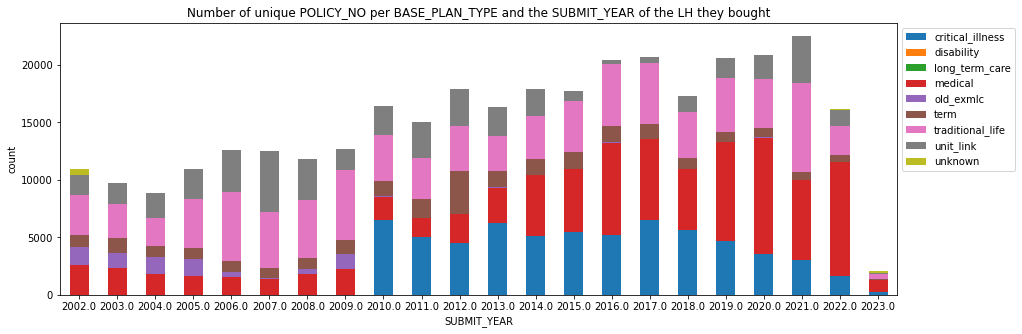 Number of unique POLICY_NO per BASE_PLAN_TYPE and the SUBMIT_YEAR of the LH they bought
critical_illness
disability
long_term_care
medical
old_exmlc
term
traditional_life
unit_link
unknown
count
20000
15000
10000
5000
0
2002.0 2003.0 2004.0 2005.0 2006.0 2007.0 2008.0 2009.0 2010.0 2011.0 2012.0 2013.0 2014.0 2015.0 2016.0 2017.0 2018.0 2019.0 2020.0 2021.0 2022.0 2023.0
SUBMIT_YEAR